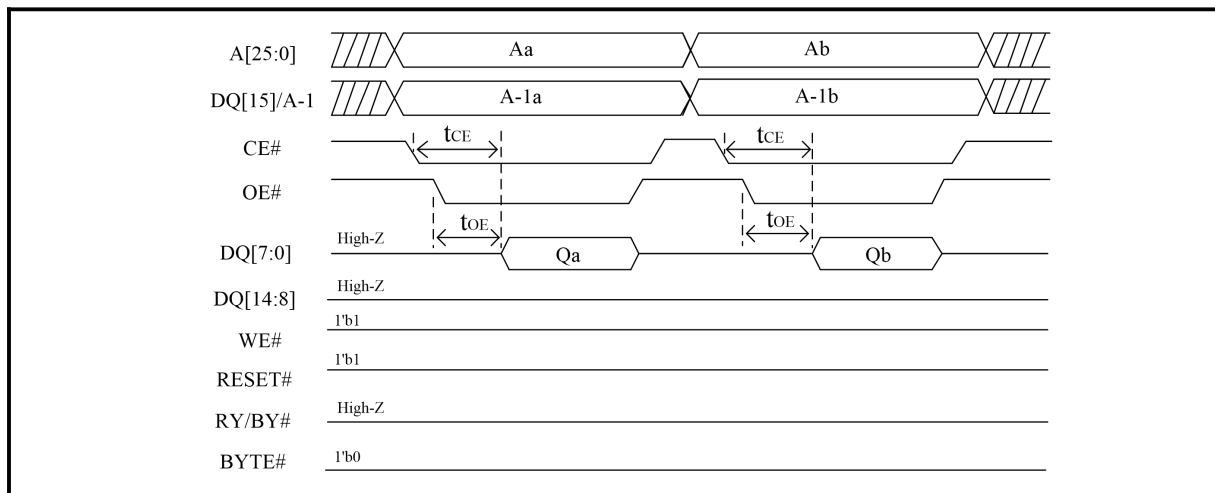 A[25:0]
Aa
Ab
DQ[15]/A-1
A-1a
A-1b
CE#
tCE
tCE
OE#
tOE
tOE
DQ[7:0]
High-Z
Qa
Qb
DQ[14:8]
High-Z
WE#
1'b1
RESET#
1'b1
RY/BY#
High-Z
BYTE#
1'b0